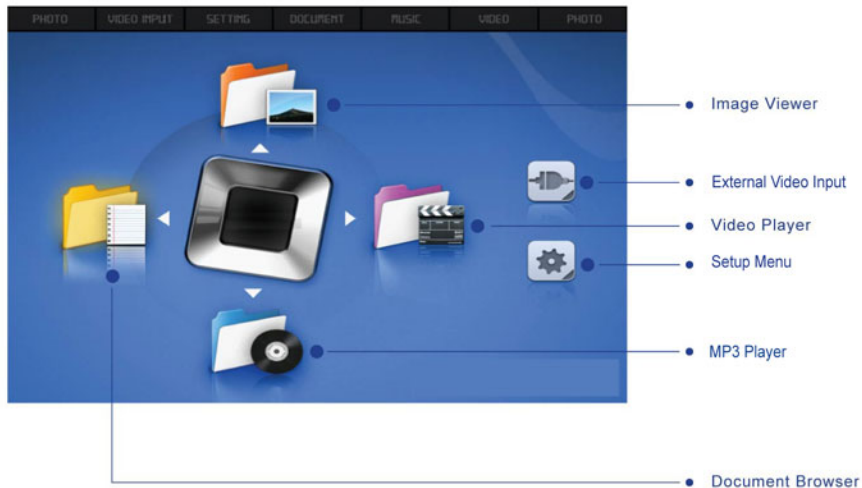 PHOTO VIDEO INPUT SETTING DOCUMENT MUSIC VIDEO PHOTO
Image Viewer
External Video Input
Video Player
Setup Menu
MP3 Player
Document Browser